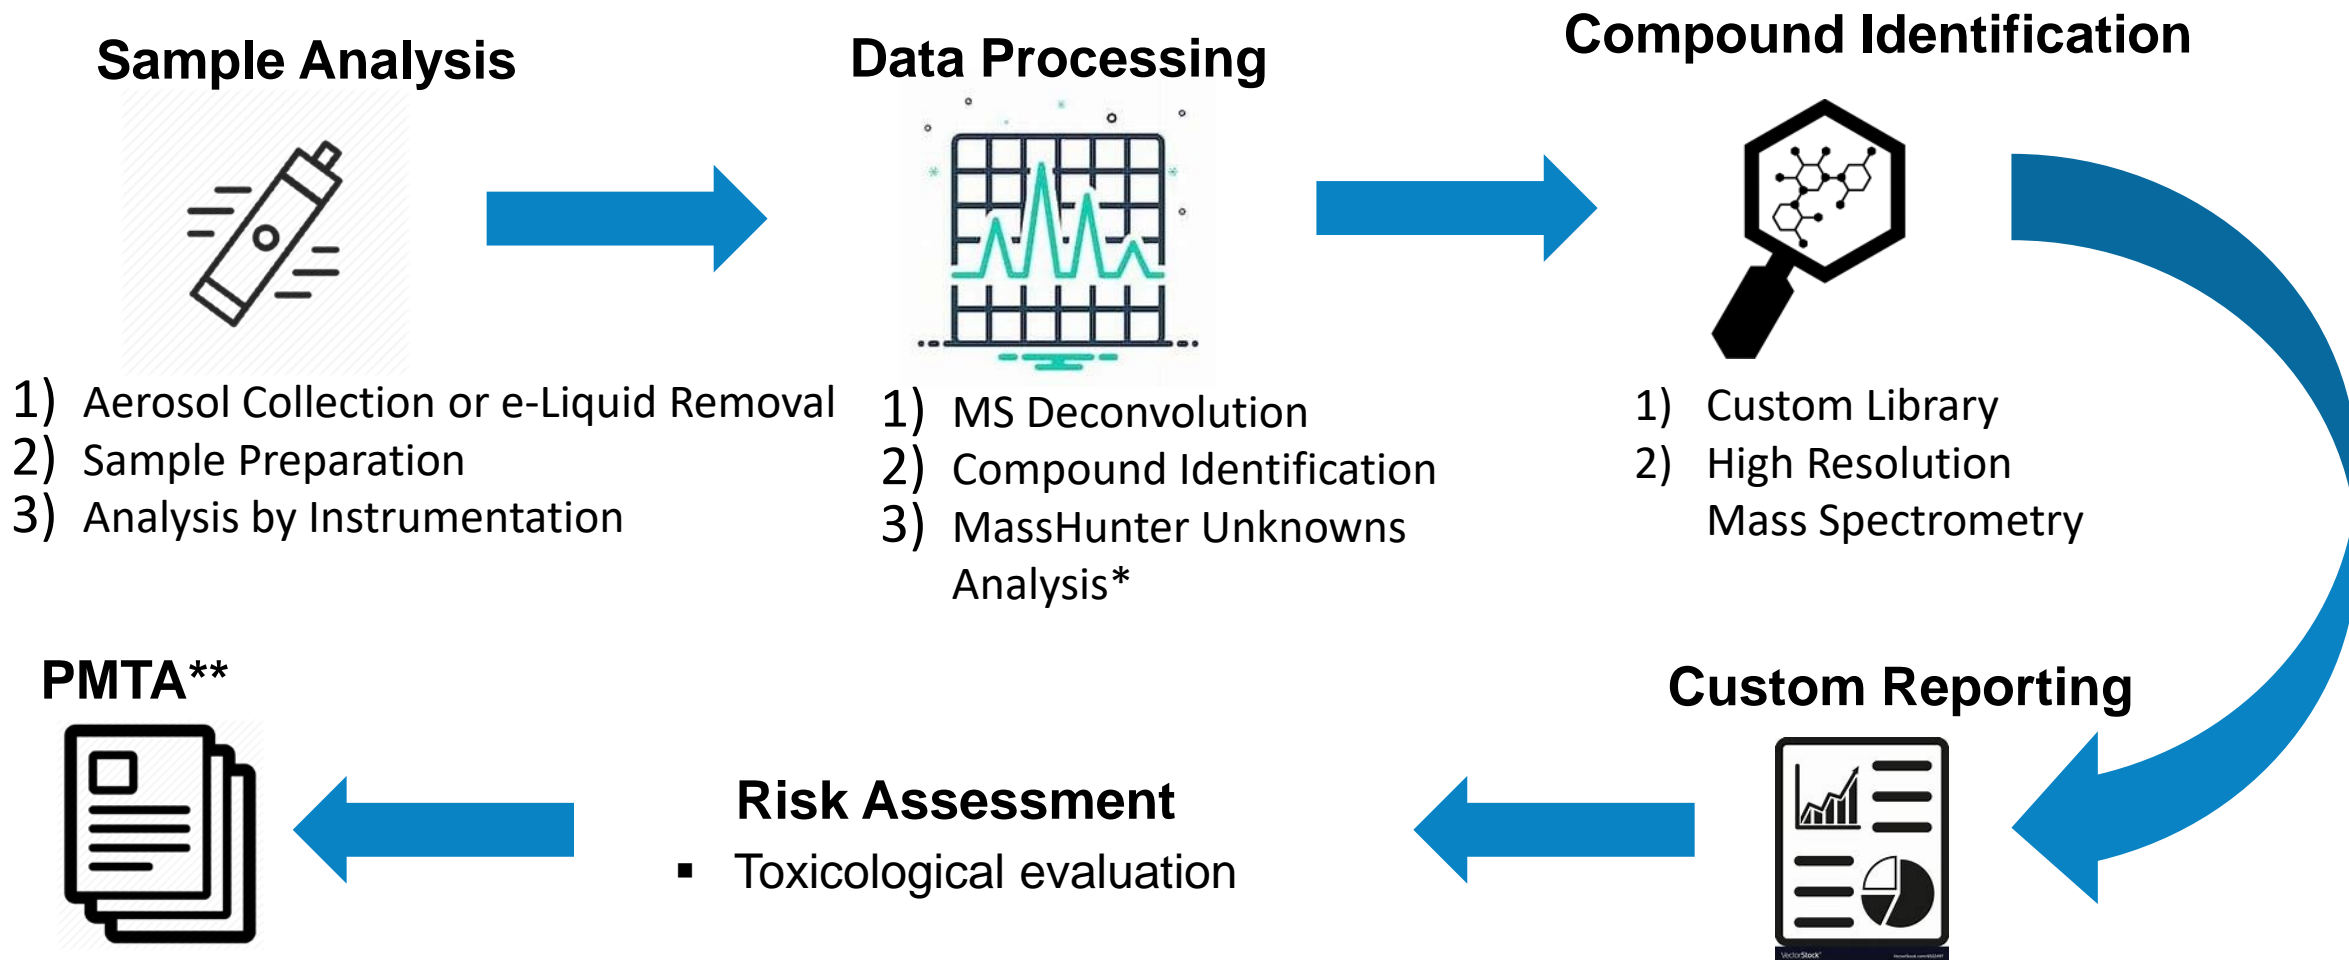 Sample Analysis
1) Aerosol Collection or e-Liquid Removal
2) Sample Preparation
3) Analysis by Instrumentation
Data Processing
1) MS Deconvolution
2) Compound Identification
3) MassHunter Unknowns
Analysis*
Compound Identification
1) Custom Library
2) High Resolution
Mass Spectrometry
Custom Reporting
VectorStock
Risk Assessment
▪ Toxicological evaluation
PMTA**